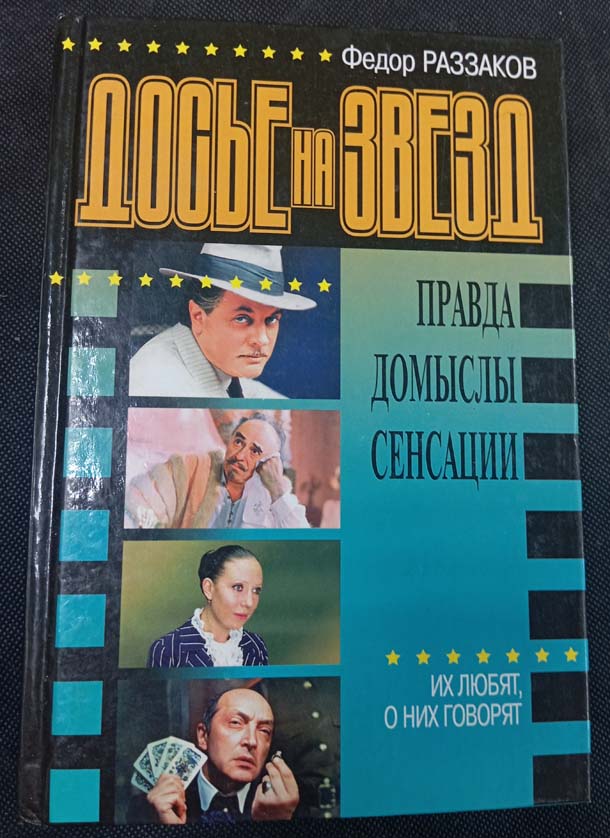 Федор РАЗЗАКОВ
ДОСЬЕ НА ЗВЕЗД
ПРАВДА
ДОМЫСЛЫ
СЕНСАЦИИ
ИХ ЛЮБЯТ,
О НИХ ГОВОРЯТ